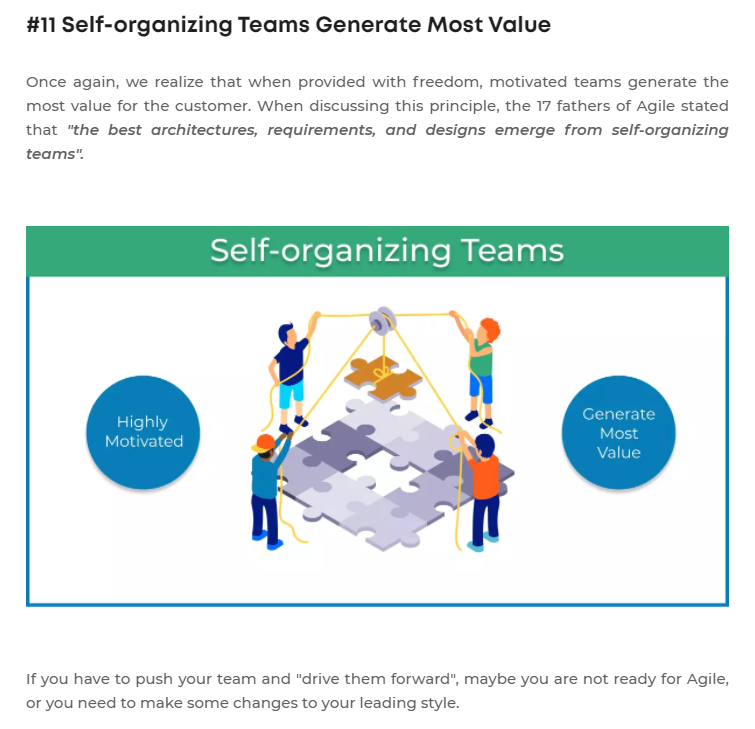 #11 Self-organizing Teams Generate Most Value
Once again, we realize that when provided with freedom, motivated teams generate the
most value for the customer. When discussing this principle, the 17 fathers of Agile stated
that "the best architectures, requirements, and designs emerge from self-organizing
teams".
Self-organizing Teams
Highly
Motivated
Generate
Most
Value
If you have to push your team and "drive them forward", maybe you are not ready for Agile,
or you need to make some changes to your leading style.